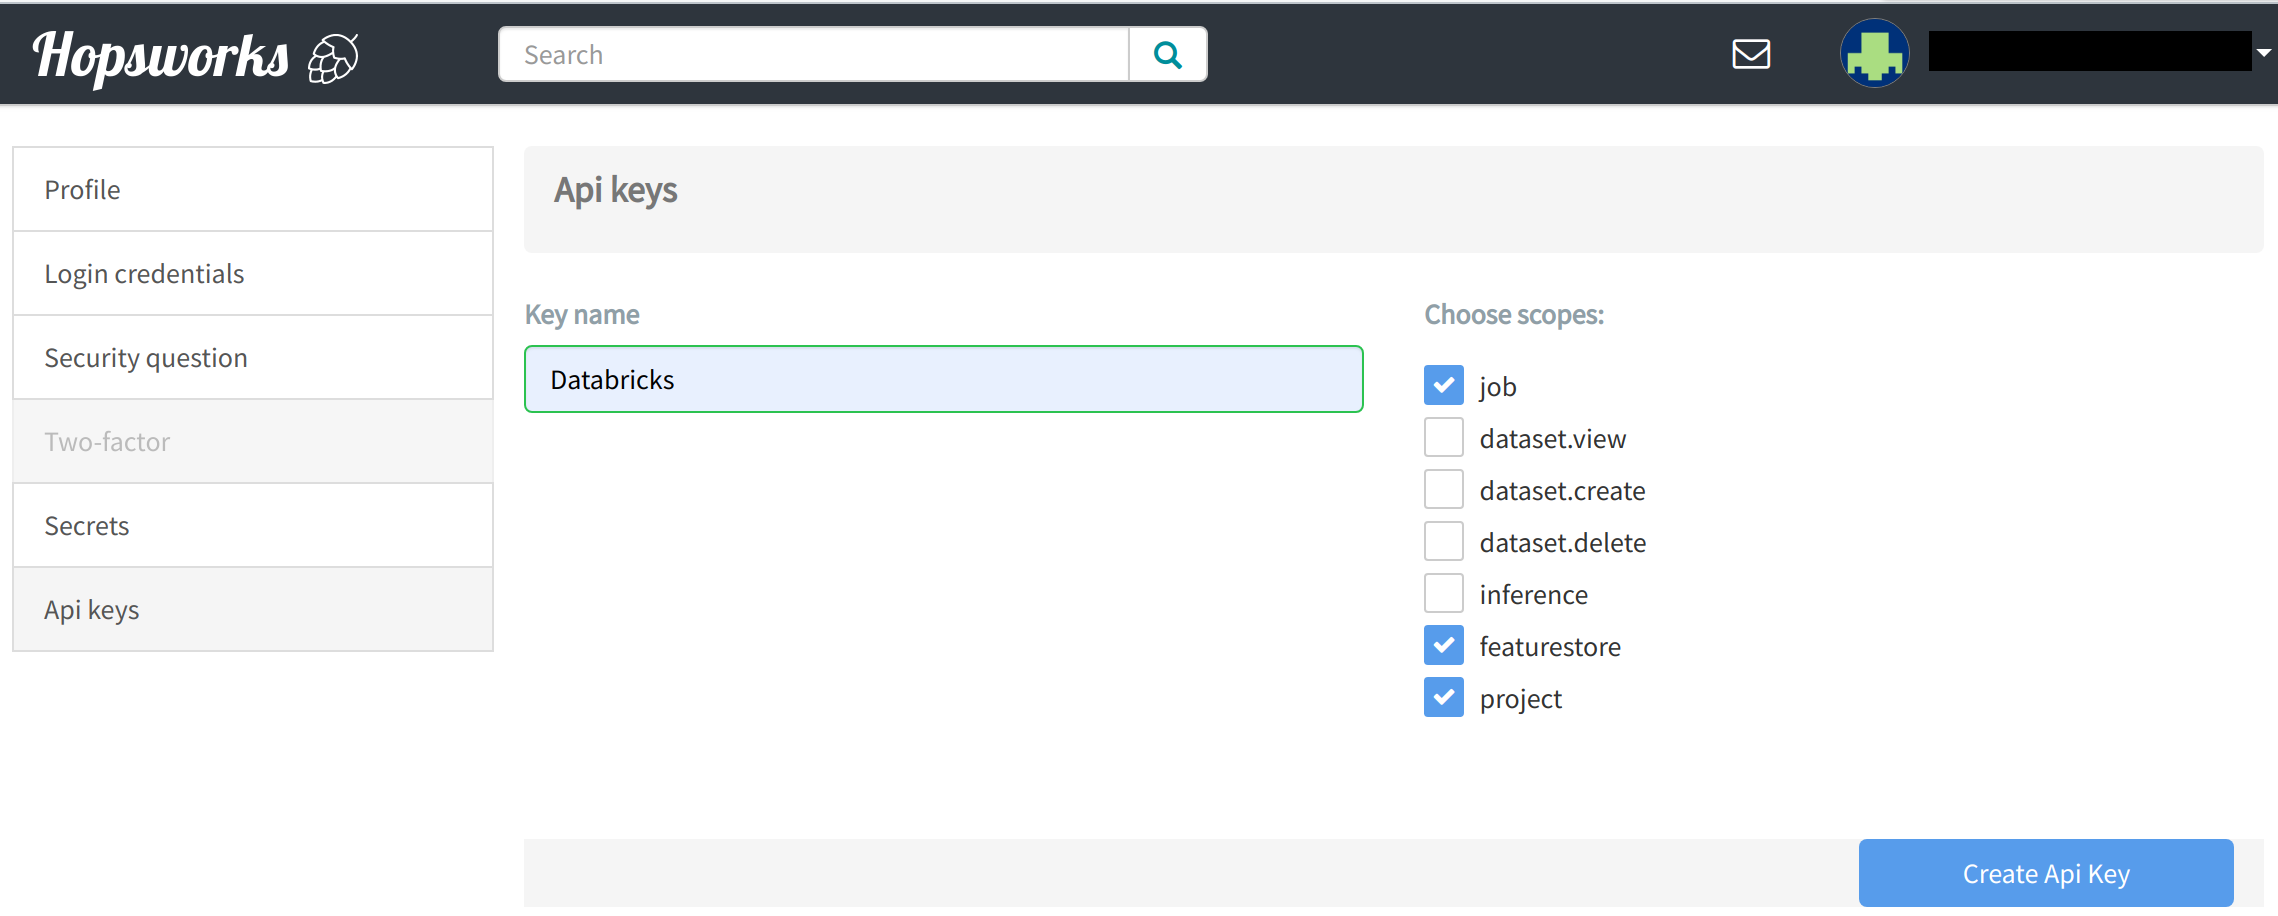 Hopsworks
Search
Profile
Login credentials
Security question
Two-factor
Secrets
Api keys
Api keys
Key name
Databricks
Choose scopes:
job
dataset.view
dataset.create
dataset.delete
inference
featurestore
project
Create Api Key